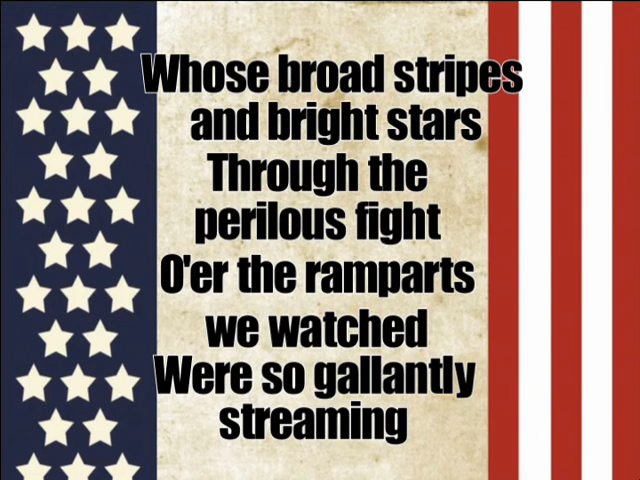 Whose broad stripes
and bright stars
Through the
perilous fight
O'er the ramparts
we watched
Were so gallantly
streaming